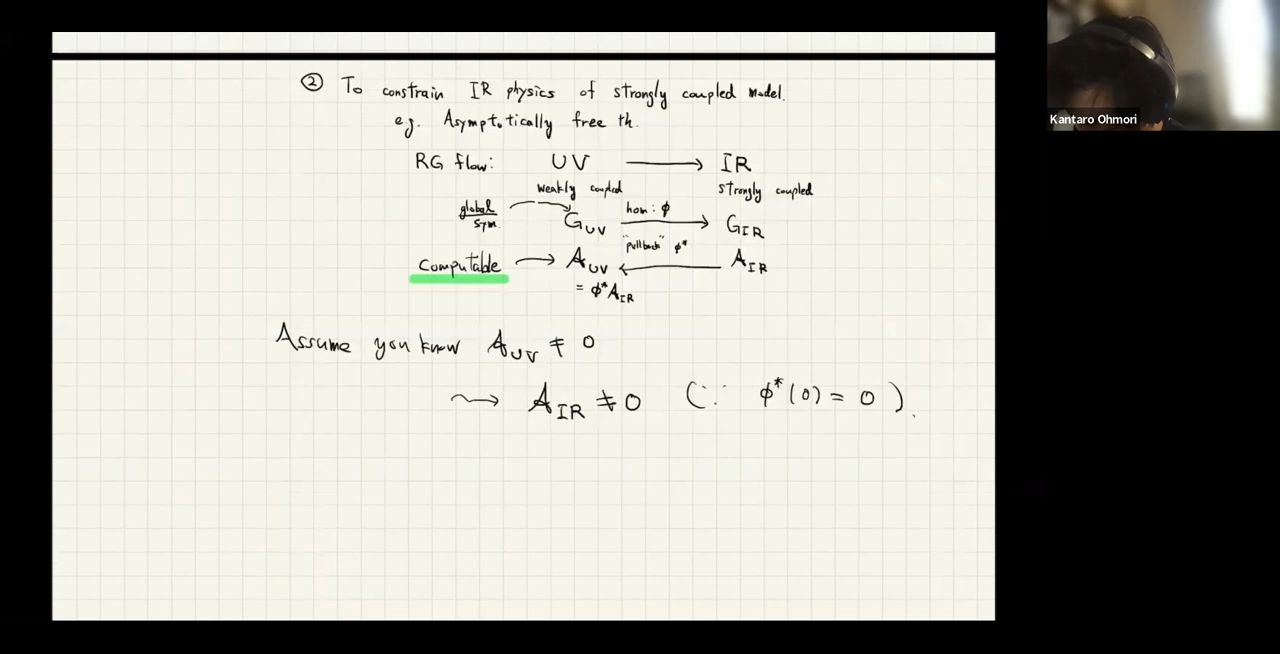 ② To constrain IR physics of strongly coupled model.
e.g. Asymptotically free th.
RG flow: UV → IR
weakly coupled strongly coupled
global sym. G_UV hom: φ → G_IR
"pullback" φ*
computable → A_UV ← A_IR
= φ*A_IR
Assume you know A_UV ≠ 0
⇝ A_IR ≠ 0 (∵ φ*(0) = 0).
Kantaro Ohmori